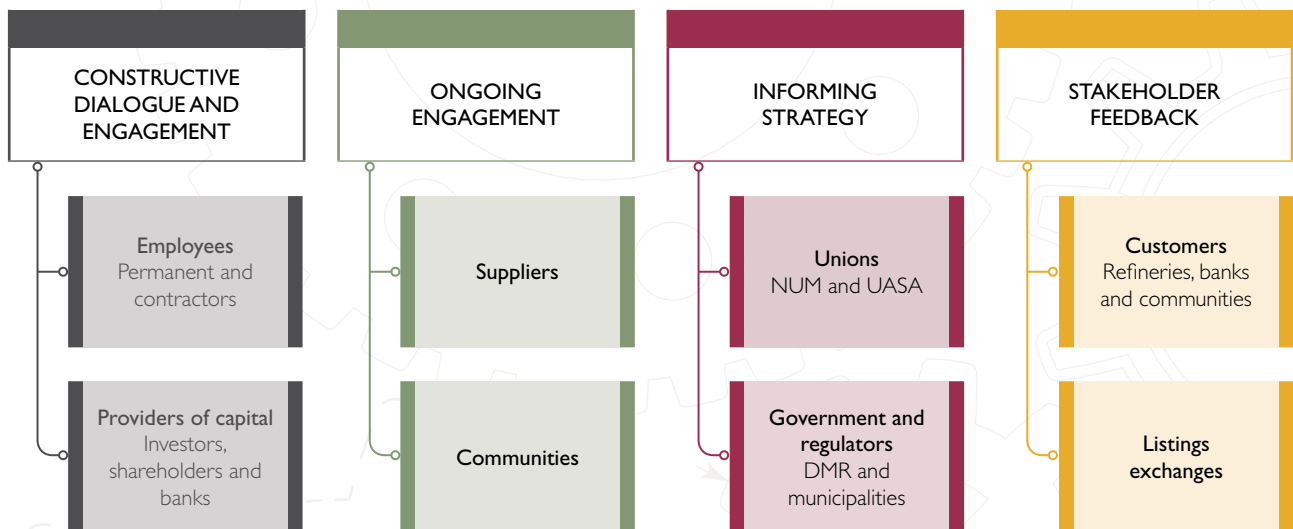 CONSTRUCTIVE
DIALOGUE AND
ENGAGEMENT
Employees
Permanent and
contractors
Providers of capital
Investors,
shareholders and
banks
ONGOING
ENGAGEMENT
Suppliers
Communities
INFORMING
STRATEGY
Unions
NUM and UASA
Government and
regulators
DMR and
municipalities
STAKEHOLDER
FEEDBACK
Customers
Refineries, banks
and communities
Listings
exchanges